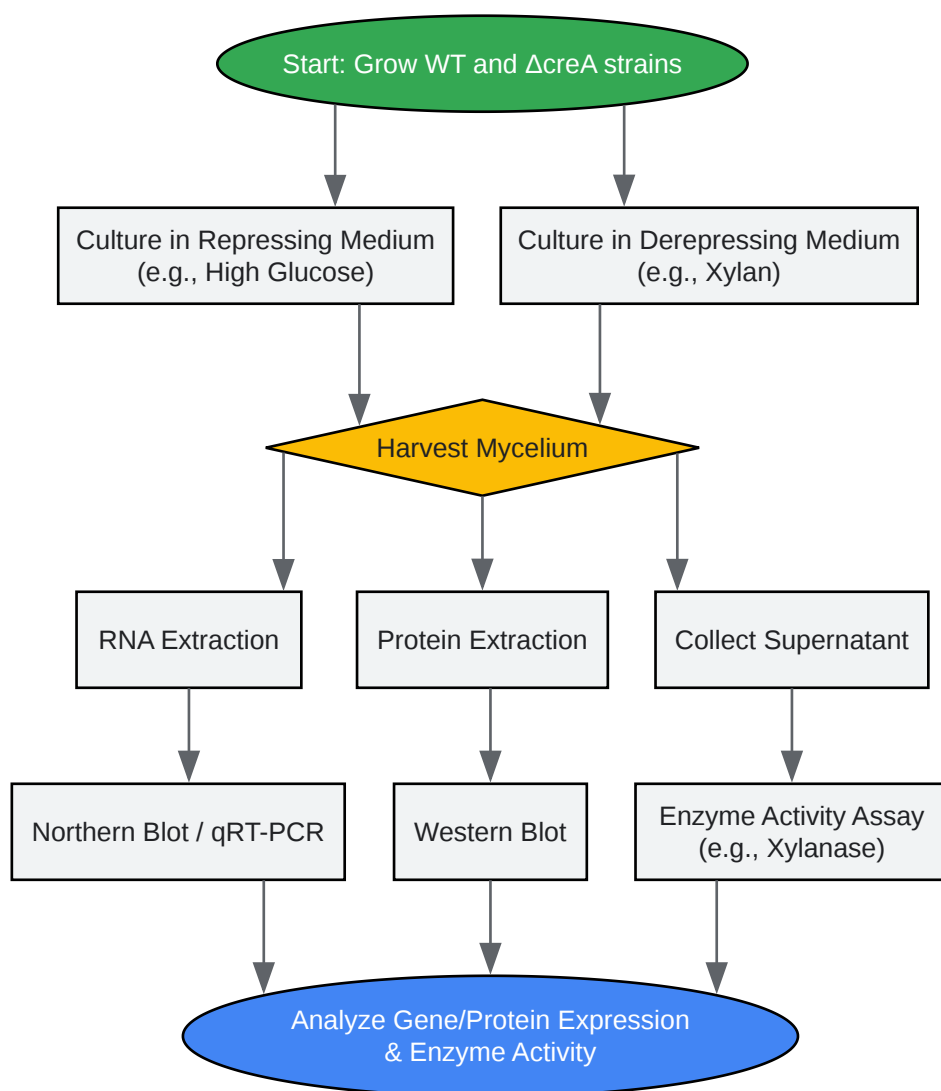 Start: Grow WT and ΔcreA strains
Culture in Repressing Medium
(e.g., High Glucose)
Culture in Derepressing Medium
(e.g., Xylan)
Harvest Mycelium
RNA Extraction
Protein Extraction
Collect Supernatant
Northern Blot / qRT-PCR
Western Blot
Enzyme Activity Assay
(e.g., Xylanase)
Analyze Gene/Protein Expression
& Enzyme Activity